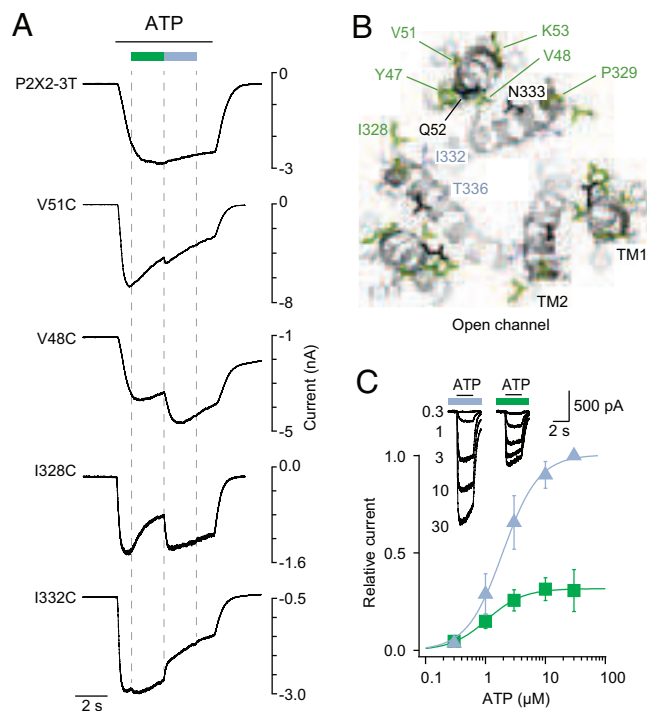 A
ATP
P2X2-3T
0
-3
V51C
0
-8
V48C
-1
-5
Current (nA)
I328C
0.0
-1.6
I332C
-0.5
-3.0
2 s
B
V51
K53
Y47
V48
P329
N333
Q52
I328
I332
T336
TM1
TM2
Open channel
C
ATP ATP
0.3
1
3
10
30
500 pA
2 s
1.0
0.5
0.0
Relative current
0.1 1 10 100
ATP (µM)